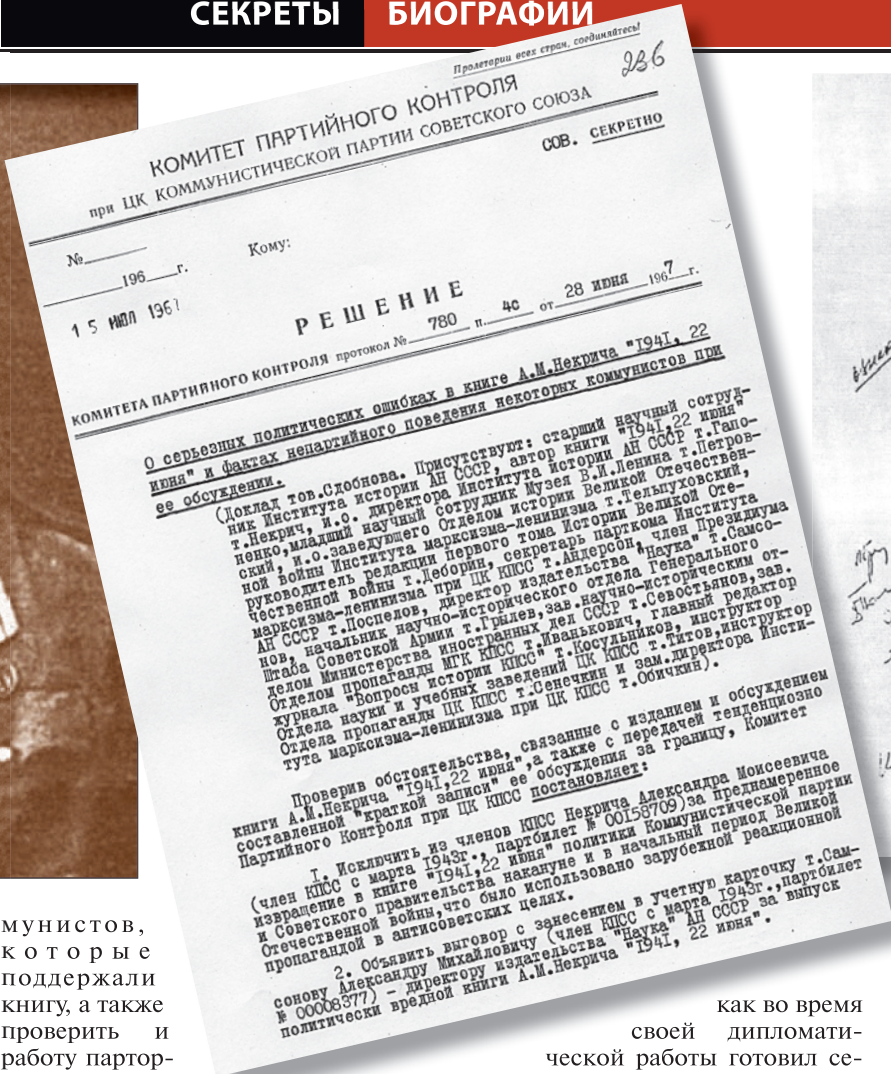 СЕКРЕТЫ БИОГРАФИИ
Пролетарии всех стран, соединяйтесь!
236
КОМИТЕТ ПАРТИЙНОГО КОНТРОЛЯ
при ЦК КОММУНИСТИЧЕСКОЙ ПАРТИИ СОВЕТСКОГО СОЮЗА
СОВ. СЕКРЕТНО
№
196 г.
Кому:
15 ИЮЛ 1967
РЕШЕНИЕ
КОМИТЕТА ПАРТИЙНОГО КОНТРОЛЯ протокол № 780 п. 4с от 28 ИЮНЯ 1967 г.
О серьезных политических ошибках в книге А.М.Некрича "1941, 22
июня" и фактах непартийного поведения некоторых коммунистов при
ее обсуждении.
(Доклад тов.Сдобнова. Присутствуют: старший научный сотруд-
ник Института истории АН СССР, автор книги "1941,22 июня"
т.Некрич, и.о. директора Института истории АН СССР т.Гапо-
ненко,младший научный сотрудник Музея В.И.Ленина т.Петров-
ский, и.о.заведующего Отделом истории Великой Отечествен-
ной войны Института марксизма-ленинизма т.Тельпуховский,
руководитель редакции первого тома Истории Великой Оте-
чественной войны т.Деборин, секретарь парткома Института
марксизма-ленинизма при ЦК КПСС т.Андерсон, член Президиума
АН СССР т.Поспелов, директор издательства "Наука" т.Самсо-
нов, начальник научно-исторического отдела Генерального
Штаба Советской Армии т.Грылев,зав.научно-историческим от-
делом Министерства иностранных дел СССР т.Севостьянов,зав.
Отделом пропаганды МГК КПСС т.Иванькович, главный редактор
журнала "Вопросы истории КПСС" т.Косульников, инструктор
Отдела науки и учебных заведений ЦК КПСС т.Титов,инструктор
Отдела пропаганды ЦК КПСС т.Сенечкин и зам.директора Инсти-
тута марксизма-ленинизма при ЦК КПСС т.Обичкин).
Проверив обстоятельства, связанные с изданием и обсуждением
книги А.М.Некрича "1941,22 июня",а также с передачей тенденциозно
составленной "краткой записи" ее обсуждения за границу, Комитет
Партийного Контроля при ЦК КПСС постановляет:
I. Исключить из членов КПСС Некрича Александра Моисеевича
(член КПСС с марта 1943г., партбилет № 00158709)за преднамеренное
извращение в книге "1941,22 июня" политики Коммунистической партии
и Советского правительства накануне и в начальный период Великой
Отечественной войны,что было использовано зарубежной реакционной
пропагандой в антисоветских целях.
2. Объявить выговор с занесением в учетную карточку т.Сам-
сонову Александру Михайловичу (член КПСС с марта 1943г.,партбилет
№ 00008377) – директору издательства "Наука" АН СССР за выпуск
политически вредной книги А.М.Некрича "1941, 22 июня".
мунистов,
которые
поддержали
книгу, а также
проверить и
работу партор-
как во время
своей дипломати-
ческой работы готовил се-